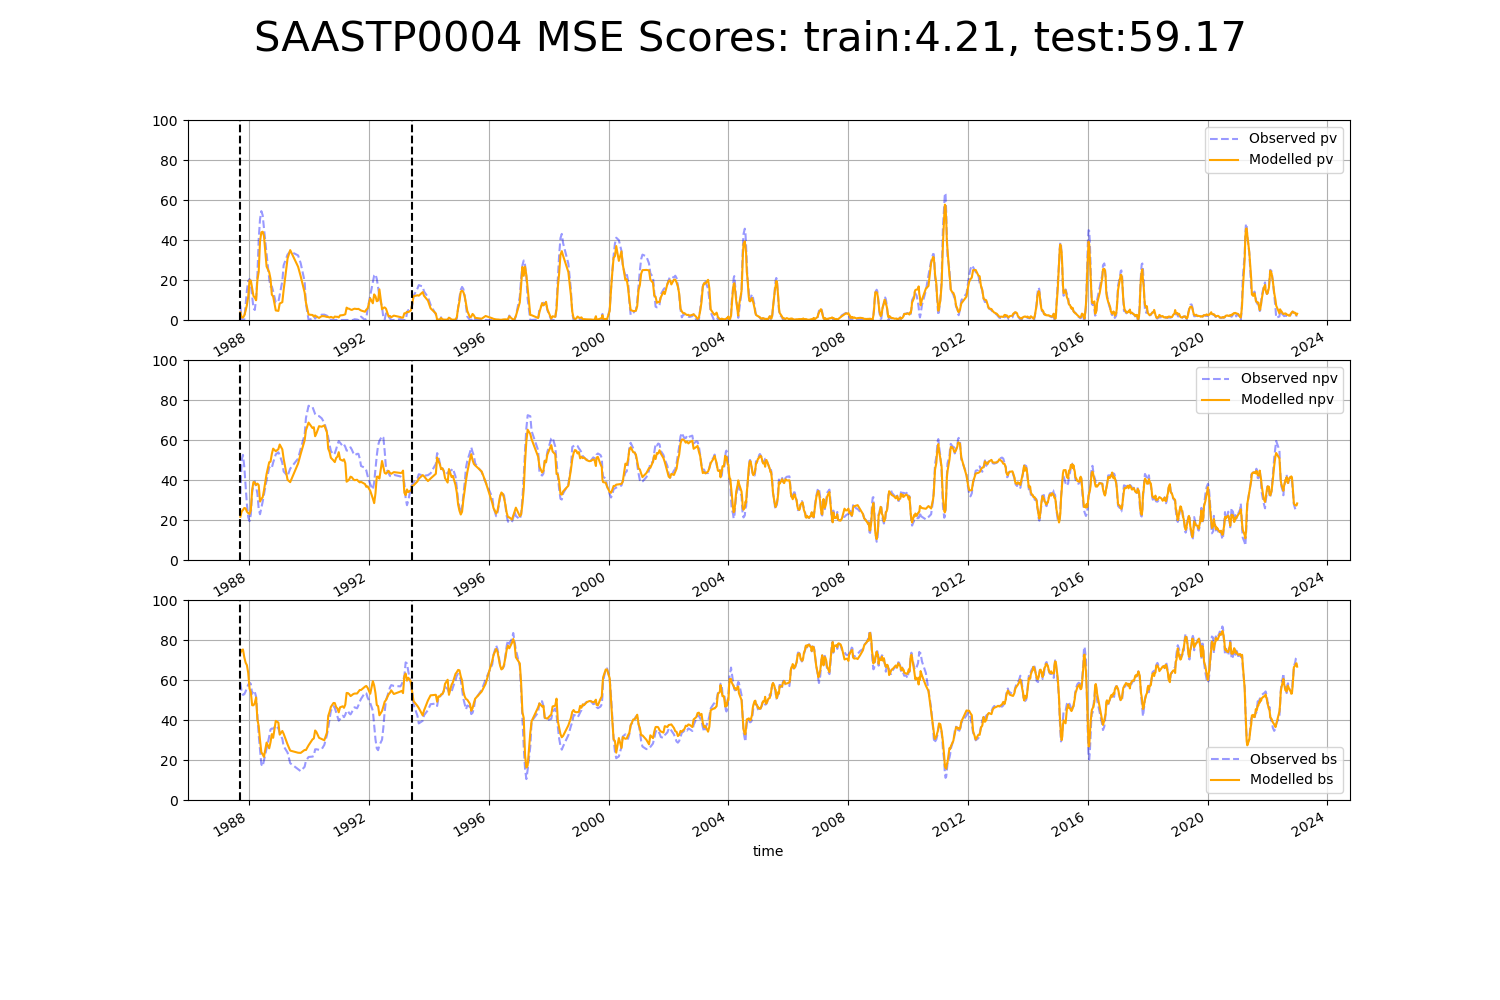 SAASTP0004 MSE Scores: train:4.21, test:59.17
100
80
60
40
20
0
Observed pv
Modelled pv
1988 1992 1996 2000 2004 2008 2012 2016 2020 2024
100
80
60
40
20
0
Observed npv
Modelled npv
1988 1992 1996 2000 2004 2008 2012 2016 2020 2024
100
80
60
40
20
0
Observed bs
Modelled bs
1988 1992 1996 2000 2004 2008 2012 2016 2020 2024
time